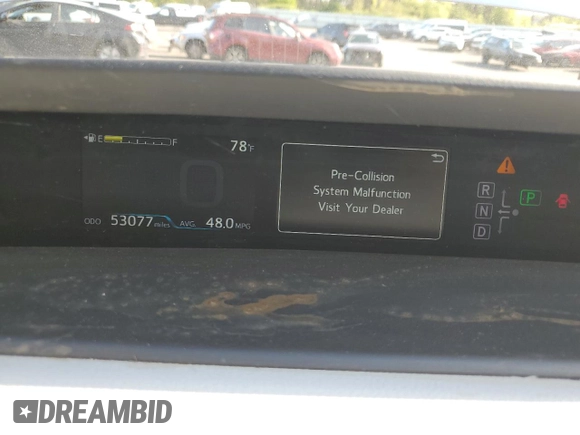 E F
78°F
Pre-Collision
System Malfunction
Visit Your Dealer
R
N
D
P
ODO 53077 miles AVG. 48.0 MPG
DREAMBID